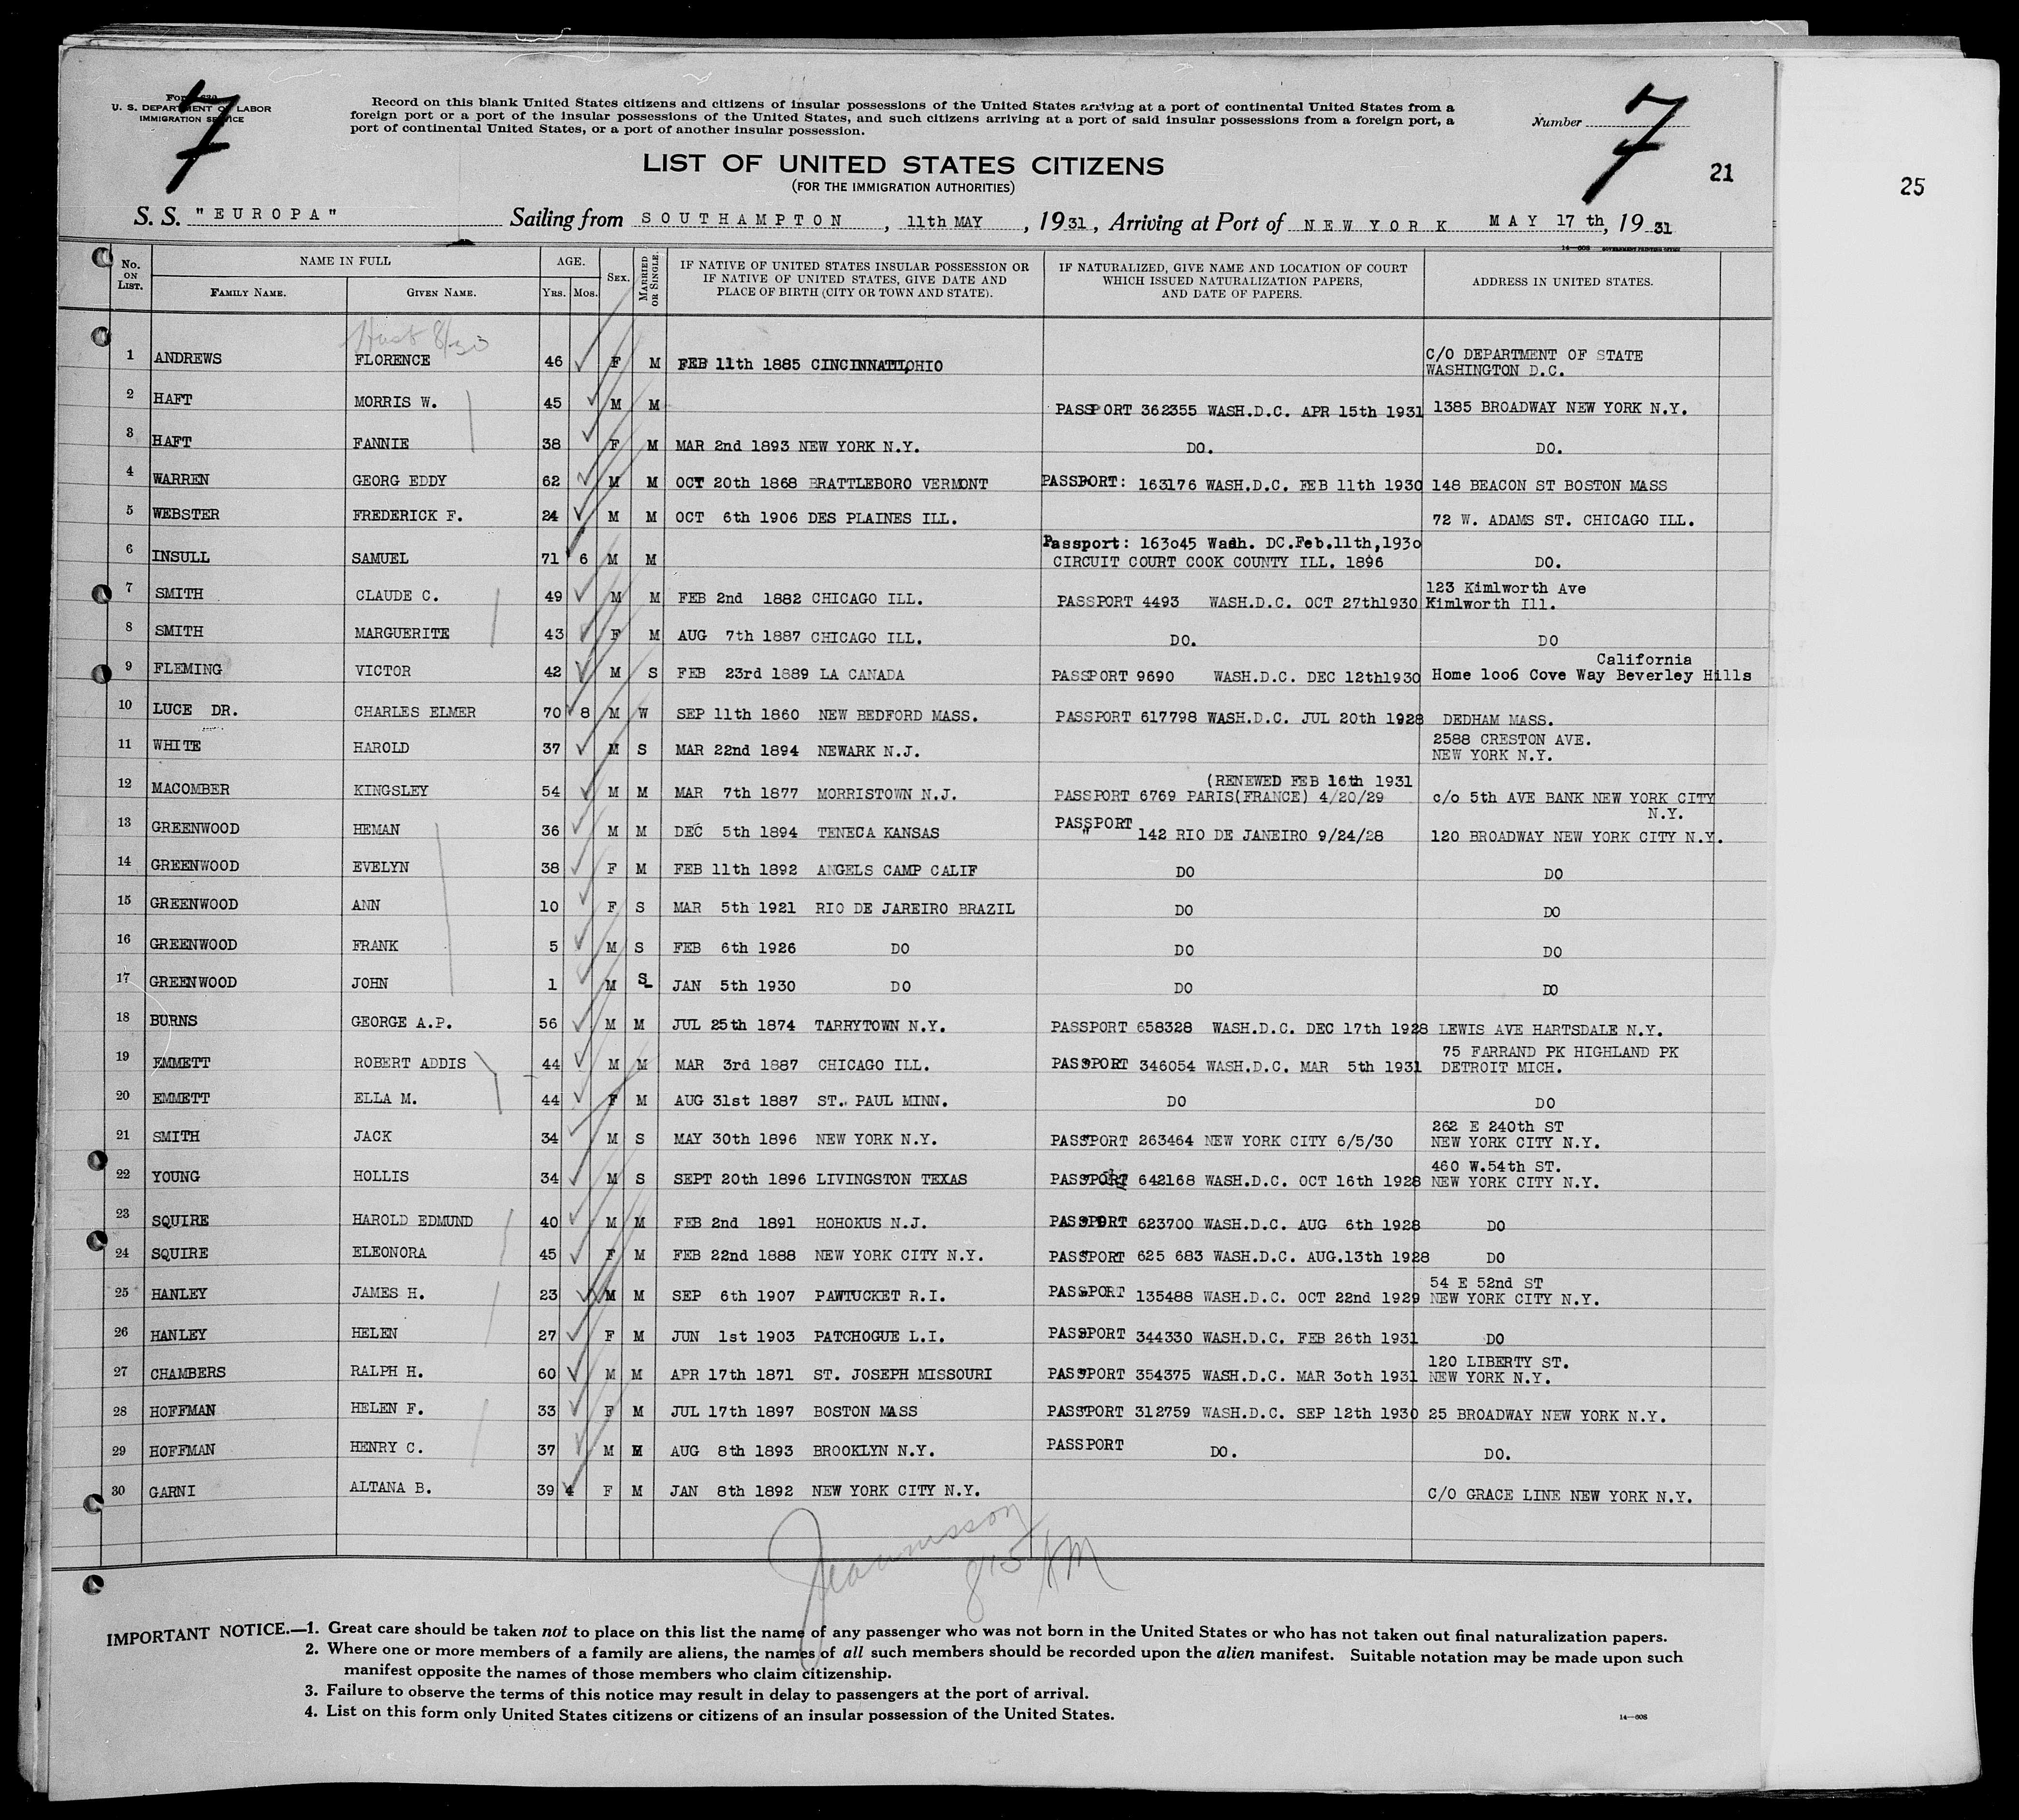 7
7
U. S. DEPARTMENT OF LABOR
IMMIGRATION SERVICE
Record on this blank United States citizens and citizens of insular possessions of the United States arriving at a port of continental United States from a
foreign port or a port of the insular possessions of the United States, and such citizens arriving at a port of said insular possessions from a foreign port, a
port of continental United States, or a port of another insular possession.
Number
LIST OF UNITED STATES CITIZENS
(FOR THE IMMIGRATION AUTHORITIES)
21
25
S. S. "EUROPA" Sailing from SOUTHAMPTON, 11th MAY, 1931, Arriving at Port of NEW YORK MAY 17 th, 1931
14-608 GOVERNMENT PRINTING OFFICE
No. ON LIST. NAME IN FULL FAMILY NAME. GIVEN NAME. AGE. YRS. MOS. SEX. MARRIED OR SINGLE. IF NATIVE OF UNITED STATES INSULAR POSSESSION OR IF NATIVE OF UNITED STATES, GIVE DATE AND PLACE OF BIRTH (CITY OR TOWN AND STATE). IF NATURALIZED, GIVE NAME AND LOCATION OF COURT WHICH ISSUED NATURALIZATION PAPERS, AND DATE OF PAPERS. ADDRESS IN UNITED STATES.
1 ANDREWS FLORENCE 46 F M FEB 11th 1885 CINCINNATI,OHIO C/O DEPARTMENT OF STATE WASHINGTON D.C.
2 HAFT MORRIS W. 45 M M PASSPORT 362355 WASH.D.C. APR 15th 1931 1385 BROADWAY NEW YORK N.Y.
3 HAFT FANNIE 38 F M MAR 2nd 1893 NEW YORK N.Y. DO. DO.
4 WARREN GEORG EDDY 62 M M OCT 20th 1868 BRATTLEBORO VERMONT PASSPORT: 163176 WASH.D.C. FEB 11th 1930 148 BEACON ST BOSTON MASS
5 WEBSTER FREDERICK F. 24 M M OCT 6th 1906 DES PLAINES ILL. 72 W. ADAMS ST. CHICAGO ILL.
6 INSULL SAMUEL 71 6 M M Passport: 163o45 Wash. DC.Feb.11th,193o CIRCUIT COURT COOK COUNTY ILL. 1896 DO.
7 SMITH CLAUDE C. 49 M M FEB 2nd 1882 CHICAGO ILL. PASSPORT 4493 WASH.D.C. OCT 27th1930 123 Kimlworth Ave Kimlworth Ill.
8 SMITH MARGUERITE 43 F M AUG 7th 1887 CHICAGO ILL. DO. DO
9 FLEMING VICTOR 42 M S FEB 23rd 1889 LA CANADA PASSPORT 9690 WASH.D.C. DEC 12th1930 California Home 1oo6 Cove Way Beverley Hills
10 LUCE DR. CHARLES ELMER 70 8 M W SEP 11th 1860 NEW BEDFORD MASS. PASSPORT 617798 WASH.D.C. JUL 20th 1928 DEDHAM MASS.
11 WHITE HAROLD 37 M S MAR 22nd 1894 NEWARK N.J. 2588 CRESTON AVE. NEW YORK N.Y.
12 MACOMBER KINGSLEY 54 M M MAR 7th 1877 MORRISTOWN N.J. (RENEWED FEB 16th 1931 PASSPORT 6769 PARIS(FRANCE) 4/20/29 c/o 5th AVE BANK NEW YORK CITY N.Y.
13 GREENWOOD HEMAN 36 M M DEC 5th 1894 TENECA KANSAS PASSPORT " 142 RIO DE JANEIRO 9/24/28 120 BROADWAY NEW YORK CITY N.Y.
14 GREENWOOD EVELYN 38 F M FEB 11th 1892 ANGELS CAMP CALIF DO DO
15 GREENWOOD ANN 10 F S MAR 5th 1921 RIO DE JAREIRO BRAZIL DO DO
16 GREENWOOD FRANK 5 M S FEB 6th 1926 DO DO DO
17 GREENWOOD JOHN 1 M S JAN 5th 1930 DO DO DO
18 BURNS GEORGE A.P. 56 M M JUL 25th 1874 TARRYTOWN N.Y. PASSPORT 658328 WASH.D.C. DEC 17th 1928 LEWIS AVE HARTSDALE N.Y.
19 EMMETT ROBERT ADDIS 44 M M MAR 3rd 1887 CHICAGO ILL. PASSPORT 346054 WASH.D.C. MAR 5th 1931 75 FARRAND PK HIGHLAND PK DETROIT MICH.
20 EMMETT ELLA M. 44 F M AUG 31st 1887 ST. PAUL MINN. DO DO
21 SMITH JACK 34 M S MAY 30th 1896 NEW YORK N.Y. PASSPORT 263464 NEW YORK CITY 6/5/30 262 E 240th ST NEW YORK CITY N.Y.
22 YOUNG HOLLIS 34 M S SEPT 20th 1896 LIVINGSTON TEXAS PASSPORT 642168 WASH.D.C. OCT 16th 1928 460 W.54th ST. NEW YORK CITY N.Y.
23 SQUIRE HAROLD EDMUND 40 M M FEB 2nd 1891 HOHOKUS N.J. PASSPORT 623700 WASH.D.C. AUG 6th 1928 DO
24 SQUIRE ELEONORA 45 F M FEB 22nd 1888 NEW YORK CITY N.Y. PASSPORT 625 683 WASH.D.C. AUG.13th 1928 DO
25 HANLEY JAMES H. 23 M M SEP 6th 1907 PAWTUCKET R.I. PASSPORT 135488 WASH.D.C. OCT 22nd 1929 54 E 52nd ST NEW YORK CITY N.Y.
26 HANLEY HELEN 27 F M JUN 1st 1903 PATCHOGUE L.I. PASSPORT 344330 WASH.D.C. FEB 26th 1931 DO
27 CHAMBERS RALPH H. 60 M M APR 17th 1871 ST. JOSEPH MISSOURI PASSPORT 354375 WASH.D.C. MAR 3oth 1931 120 LIBERTY ST. NEW YORK N.Y.
28 HOFFMAN HELEN F. 33 F M JUL 17th 1897 BOSTON MASS PASSPORT 312759 WASH.D.C. SEP 12th 1930 25 BROADWAY NEW YORK N.Y.
29 HOFFMAN HENRY C. 37 M M AUG 8th 1893 BROOKLYN N.Y. PASSPORT DO. DO.
30 GARNI ALTANA B. 39 4 F M JAN 8th 1892 NEW YORK CITY N.Y. C/O GRACE LINE NEW YORK N.Y.
815 AM
IMPORTANT NOTICE.—1. Great care should be taken not to place on this list the name of any passenger who was not born in the United States or who has not taken out final naturalization papers.
2. Where one or more members of a family are aliens, the names of all such members should be recorded upon the alien manifest. Suitable notation may be made upon such
manifest opposite the names of those members who claim citizenship.
3. Failure to observe the terms of this notice may result in delay to passengers at the port of arrival.
4. List on this form only United States citizens or citizens of an insular possession of the United States.
14-608